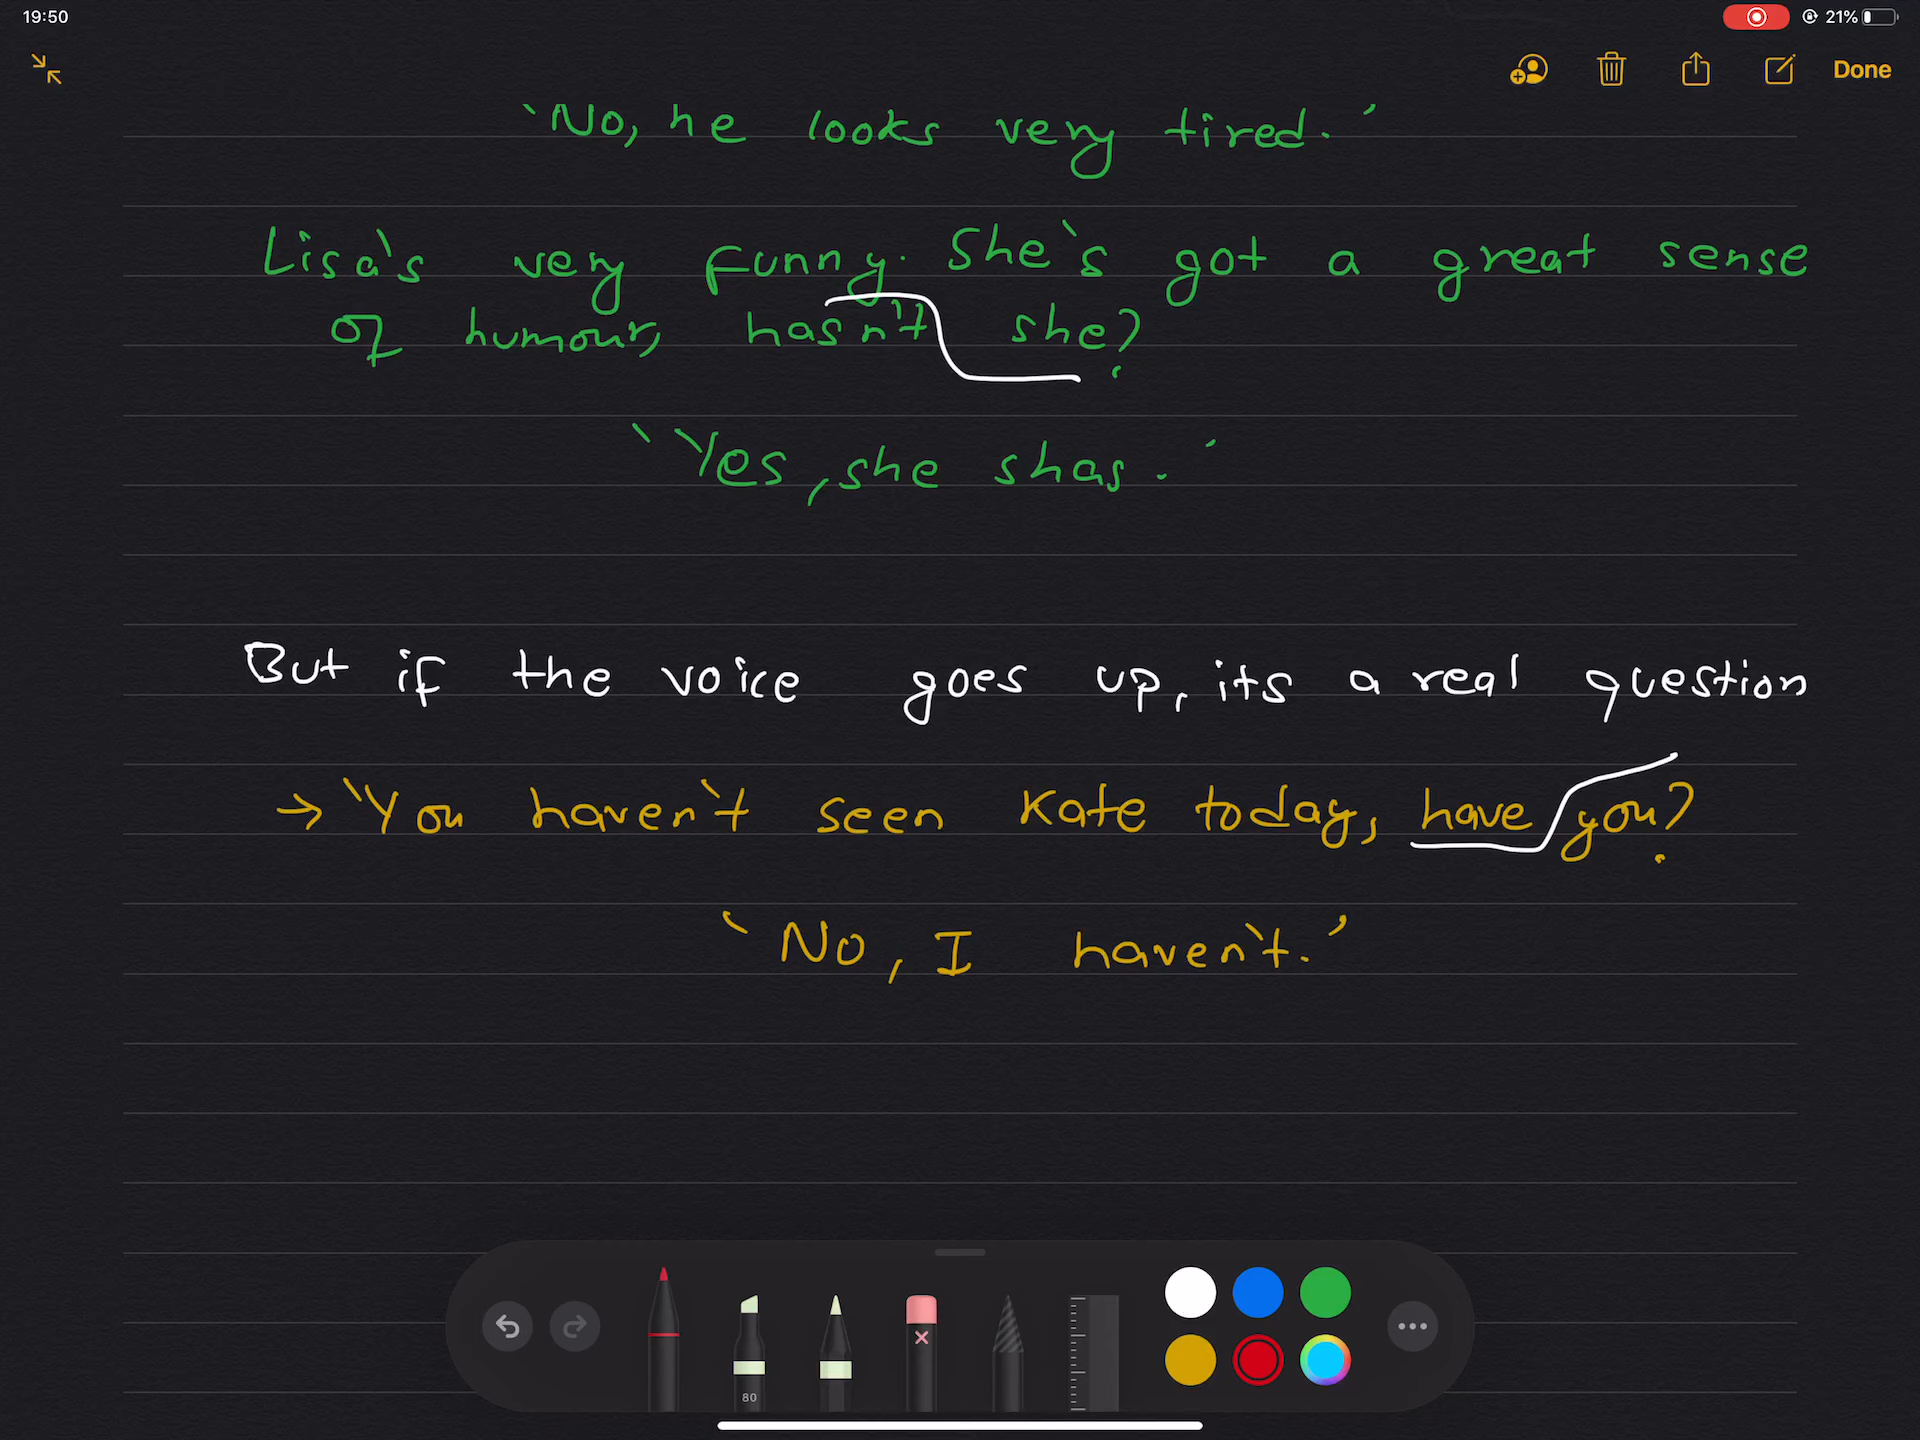 19:50
21%
Done
'No, he looks very tired.'
Lisa's very funny. She's got a great sense
of humour, hasn't she?
'Yes, she shas.'
But if the voice goes up, its a real question
→ 'You haven't seen Kate today, have you?
'No, I haven't.'
80